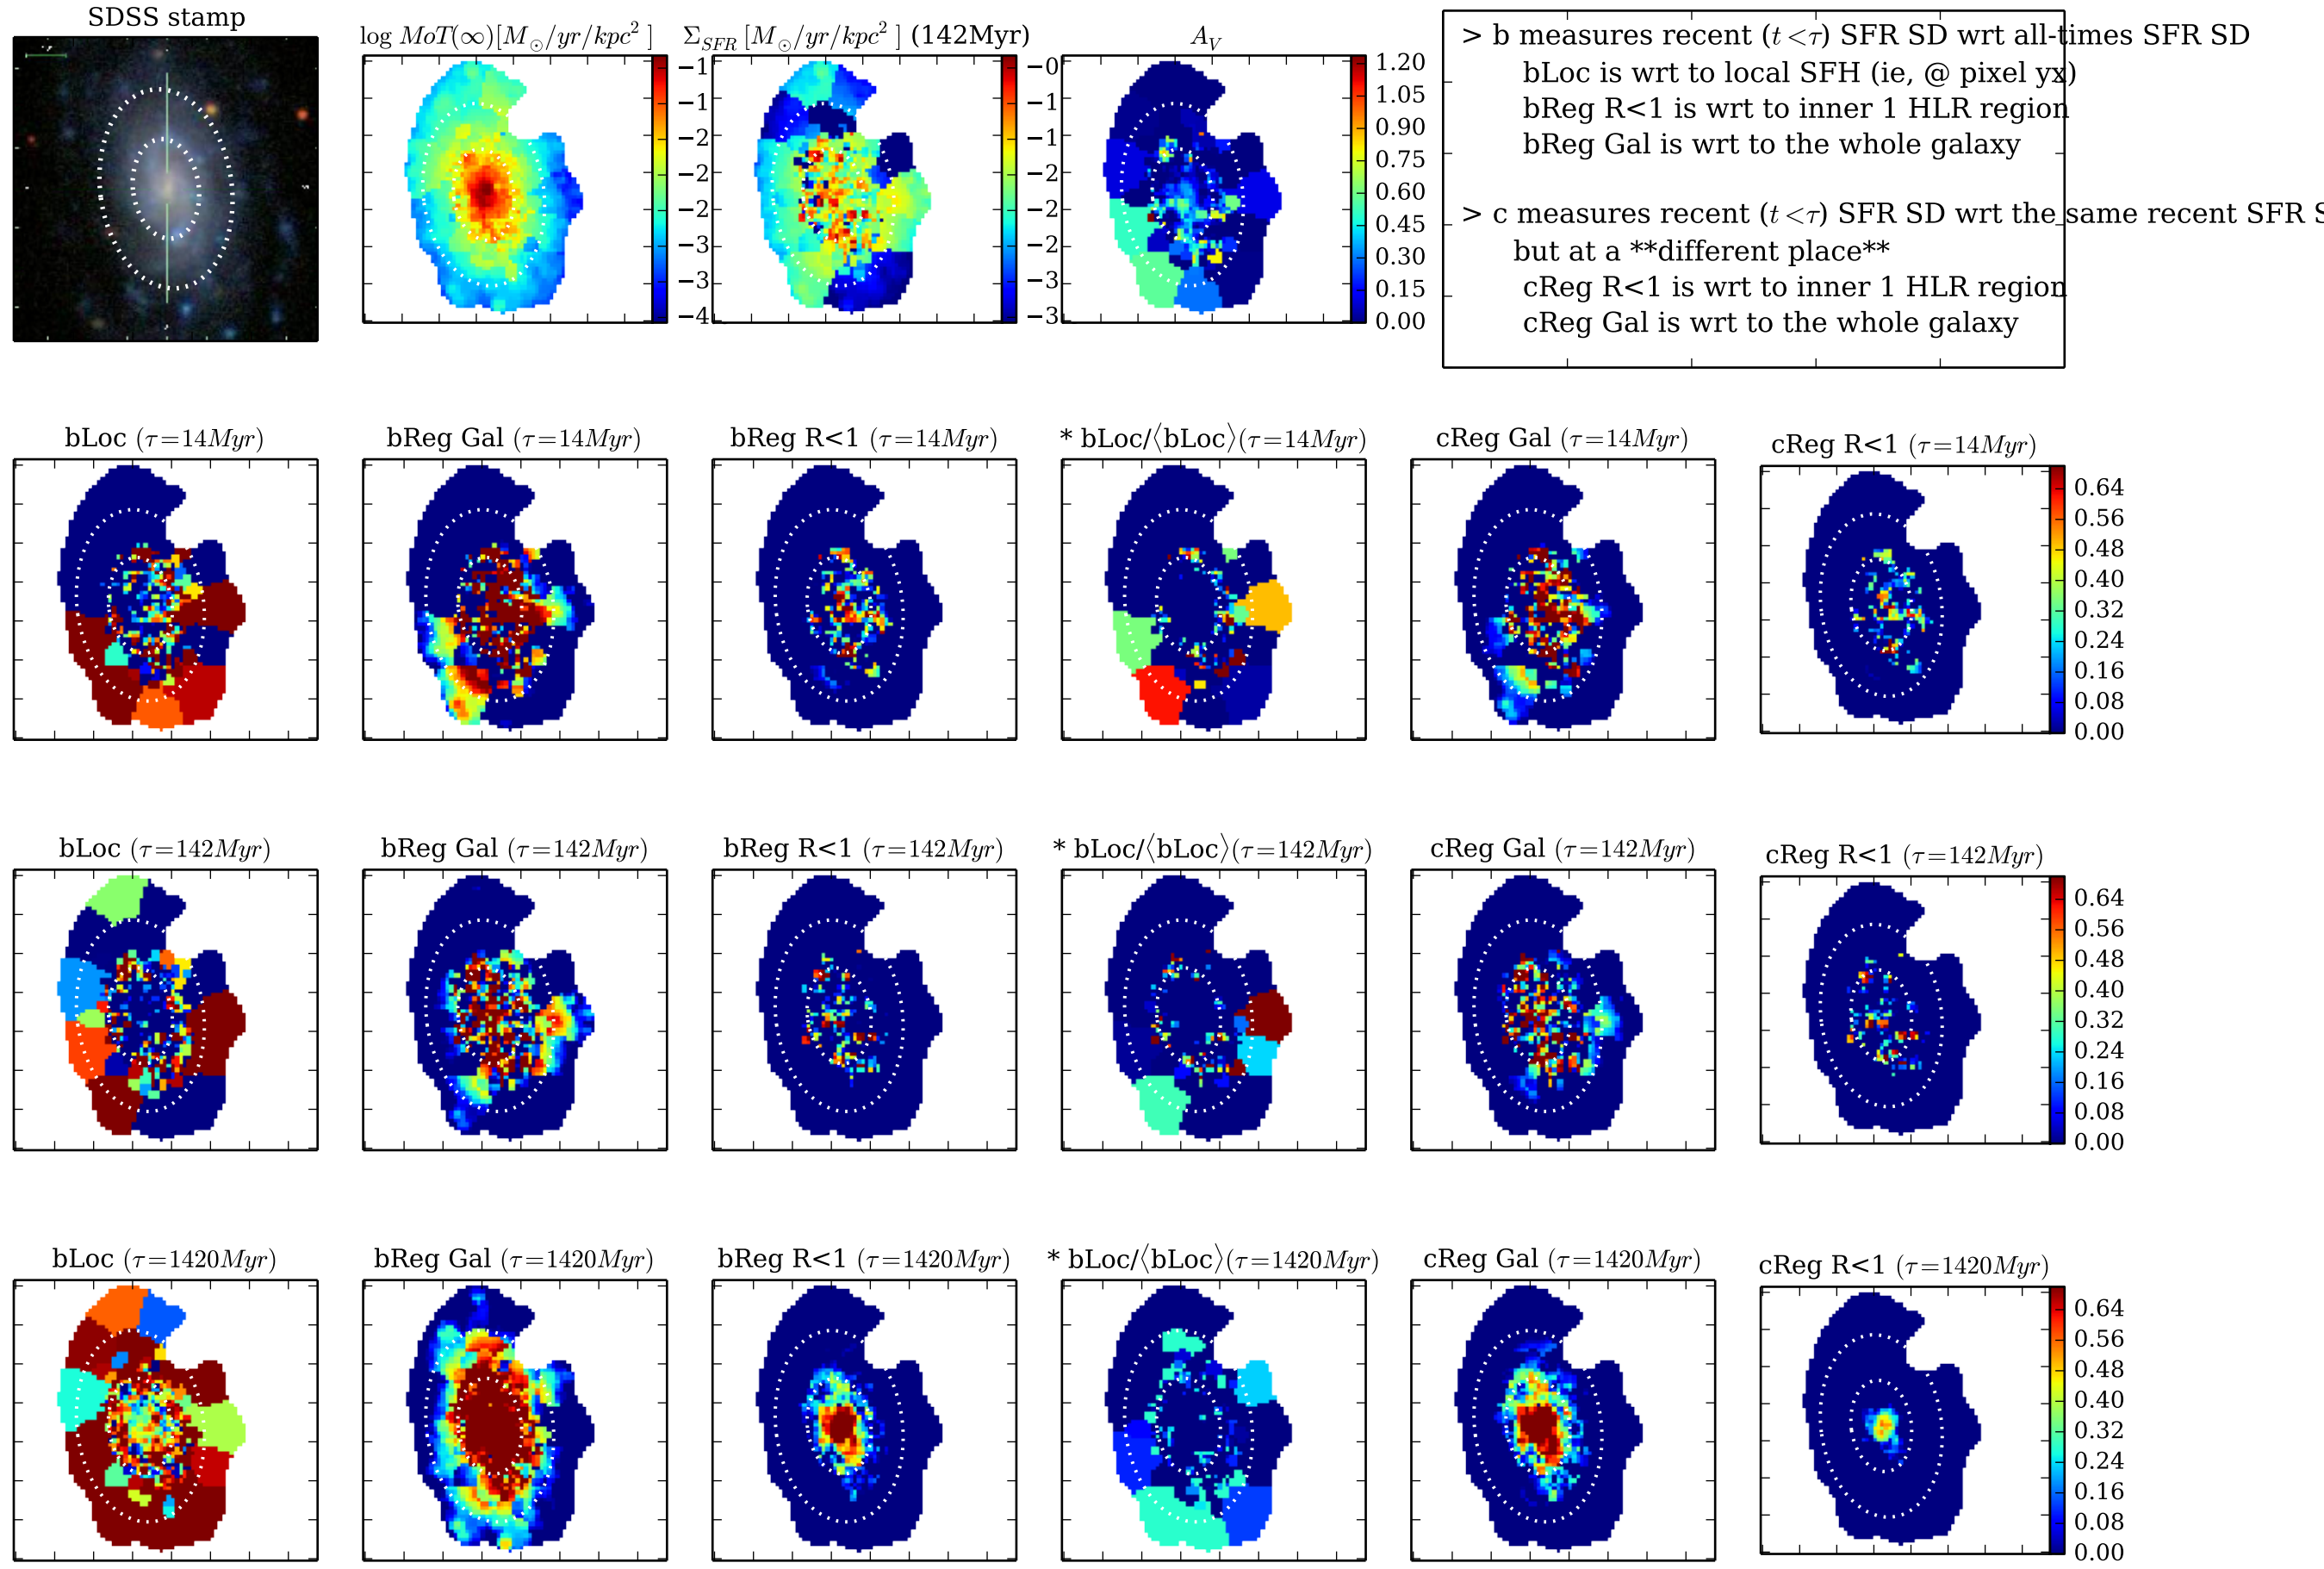 SDSS stamp
log MoT(∞)[M⊙/yr/kpc² ]
Σ_SFR [M⊙/yr/kpc² ] (142Myr)
A_V
−1
−1
−2
−2
−2
−3
−3
−4
−0
−1
−1
−2
−2
−2
−3
−3
1.20
1.05
0.90
0.75
0.60
0.45
0.30
0.15
0.00
> b measures recent (t<τ) SFR SD wrt all-times SFR SD
bLoc is wrt to local SFH (ie, @ pixel yx)
bReg R<1 is wrt to inner 1 HLR region
bReg Gal is wrt to the whole galaxy
> c measures recent (t<τ) SFR SD wrt the same recent SFR S
but at a **different place**
cReg R<1 is wrt to inner 1 HLR region
cReg Gal is wrt to the whole galaxy
bLoc (τ=14Myr)
bReg Gal (τ=14Myr)
bReg R<1 (τ=14Myr)
* bLoc/⟨bLoc⟩(τ=14Myr)
cReg Gal (τ=14Myr)
cReg R<1 (τ=14Myr)
0.64
0.56
0.48
0.40
0.32
0.24
0.16
0.08
0.00
bLoc (τ=142Myr)
bReg Gal (τ=142Myr)
bReg R<1 (τ=142Myr)
* bLoc/⟨bLoc⟩(τ=142Myr)
cReg Gal (τ=142Myr)
cReg R<1 (τ=142Myr)
0.64
0.56
0.48
0.40
0.32
0.24
0.16
0.08
0.00
bLoc (τ=1420Myr)
bReg Gal (τ=1420Myr)
bReg R<1 (τ=1420Myr)
* bLoc/⟨bLoc⟩(τ=1420Myr)
cReg Gal (τ=1420Myr)
cReg R<1 (τ=1420Myr)
0.64
0.56
0.48
0.40
0.32
0.24
0.16
0.08
0.00